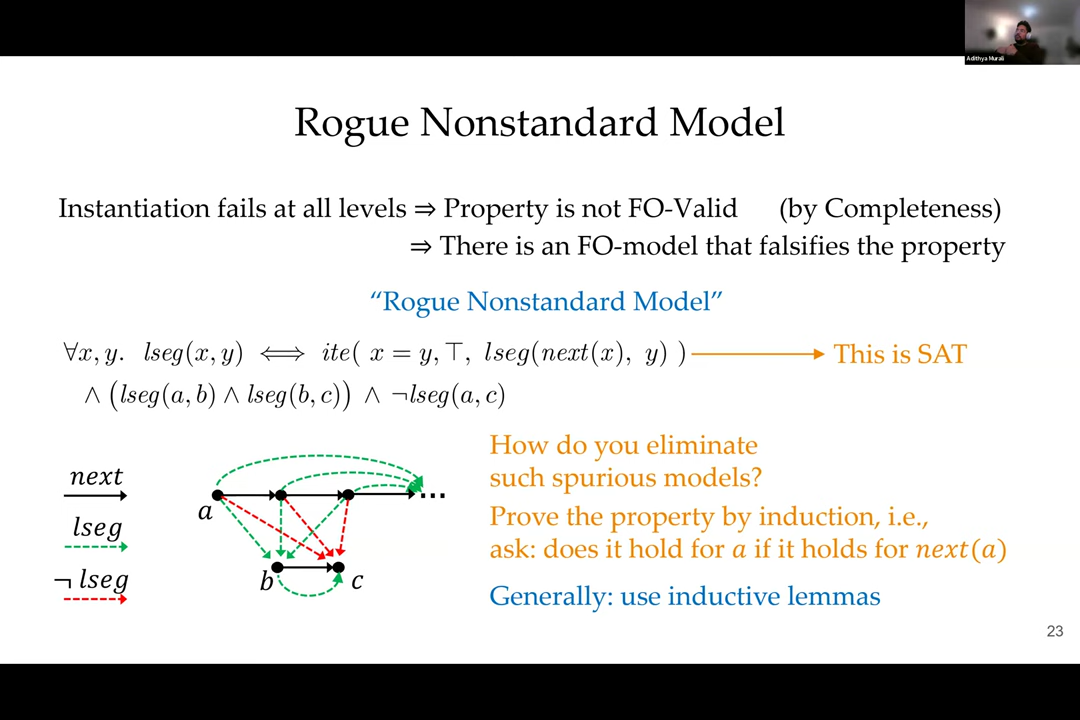 Adithya Murali
Rogue Nonstandard Model
Instantiation fails at all levels ⇒ Property is not FO-Valid (by Completeness)
⇒ There is an FO-model that falsifies the property
“Rogue Nonstandard Model”
∀x, y. lseg(x, y) ⟺ ite( x = y, ⊤, lseg(next(x), y) ) This is SAT
∧ (lseg(a, b) ∧ lseg(b, c)) ∧ ¬lseg(a, c)
How do you eliminate
such spurious models?
Prove the property by induction, i.e.,
ask: does it hold for a if it holds for next(a)
Generally: use inductive lemmas
next
lseg
¬ lseg
a
...
b
c
23